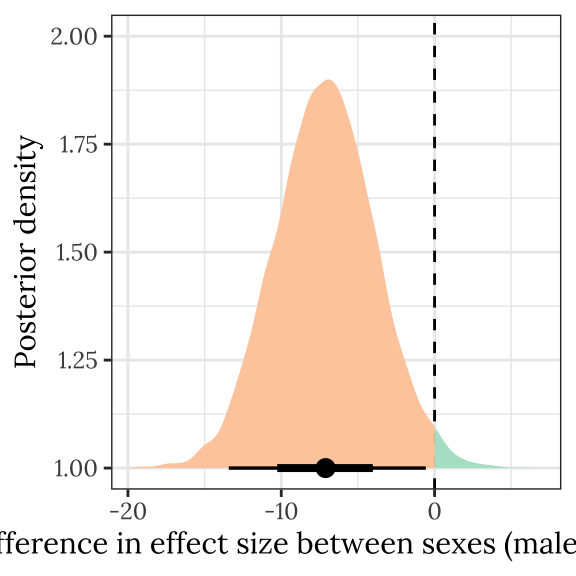 2.00
1.75
1.50
1.25
1.00
Posterior density
−20 −10 0
fference in effect size between sexes (male